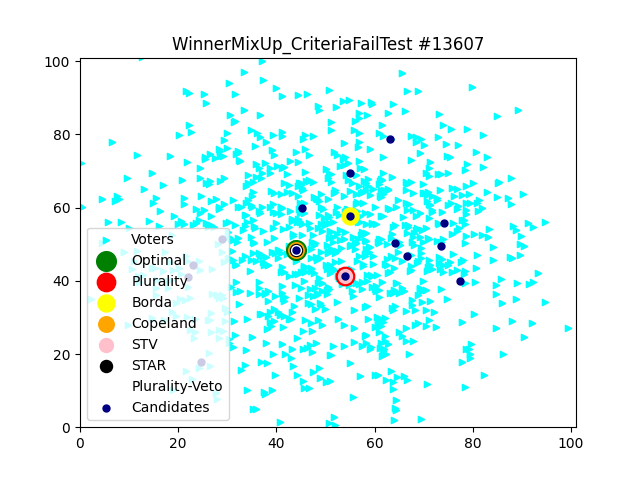 WinnerMixUp_CriteriaFailTest #13607
100
80
60
40
20
0
Voters
Optimal
Plurality
Borda
Copeland
STV
STAR
Plurality-Veto
Candidates
0 20 40 60 80 100